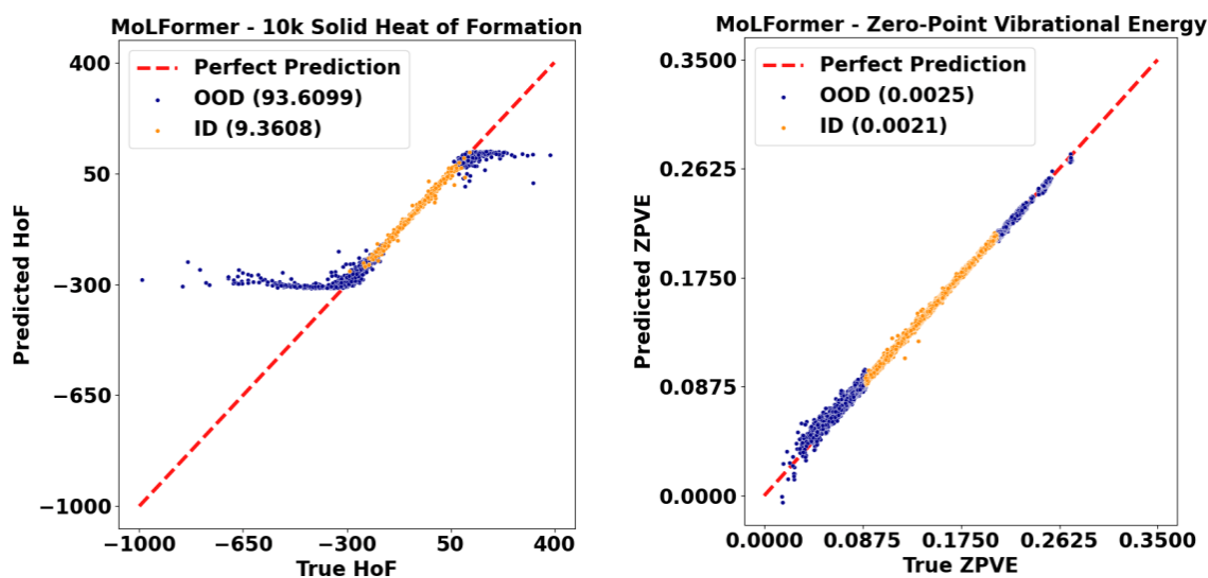 MoLFormer - 10k Solid Heat of Formation
Perfect Prediction
OOD (93.6099)
ID (9.3608)
400
50
−300
−650
−1000
Predicted HoF
−1000 −650 −300 50 400
True HoF
MoLFormer - Zero-Point Vibrational Energy
Perfect Prediction
OOD (0.0025)
ID (0.0021)
0.3500
0.2625
0.1750
0.0875
0.0000
Predicted ZPVE
0.0000 0.0875 0.1750 0.2625 0.3500
True ZPVE